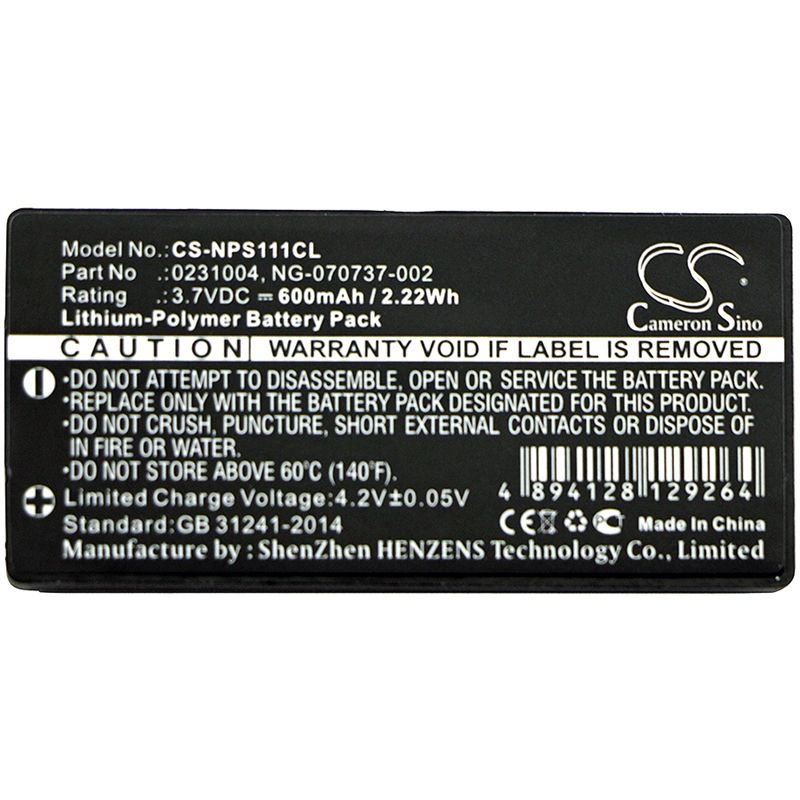 Model No.:CS-NPS111CL
Part No :0231004, NG-070737-002
Rating :3.7VDC 600mAh / 2.22Wh
Lithium-Polymer Battery Pack
CS
Cameron Sino
CAUTION WARRANTY VOID IF LABEL IS REMOVED
•DO NOT ATTEMPT TO DISASSEMBLE, OPEN OR SERVICE THE BATTERY PACK.
•REPLACE ONLY WITH THE BATTERY PACK DESIGNATED FOR THIS PRODUCT.
•DO NOT CRUSH, PUNCTURE, SHORT EXTERNAL CONTACTS OR DISPOSE OF
IN FIRE OR WATER.
•DO NOT STORE ABOVE 60°C (140°F).
Limited Charge Voltage:4.2V±0.05V
Standard:GB 31241-2014
4 894128 129264
CE Made In China
Manufacture by : ShenZhen HENZENS Technology Co., Limited